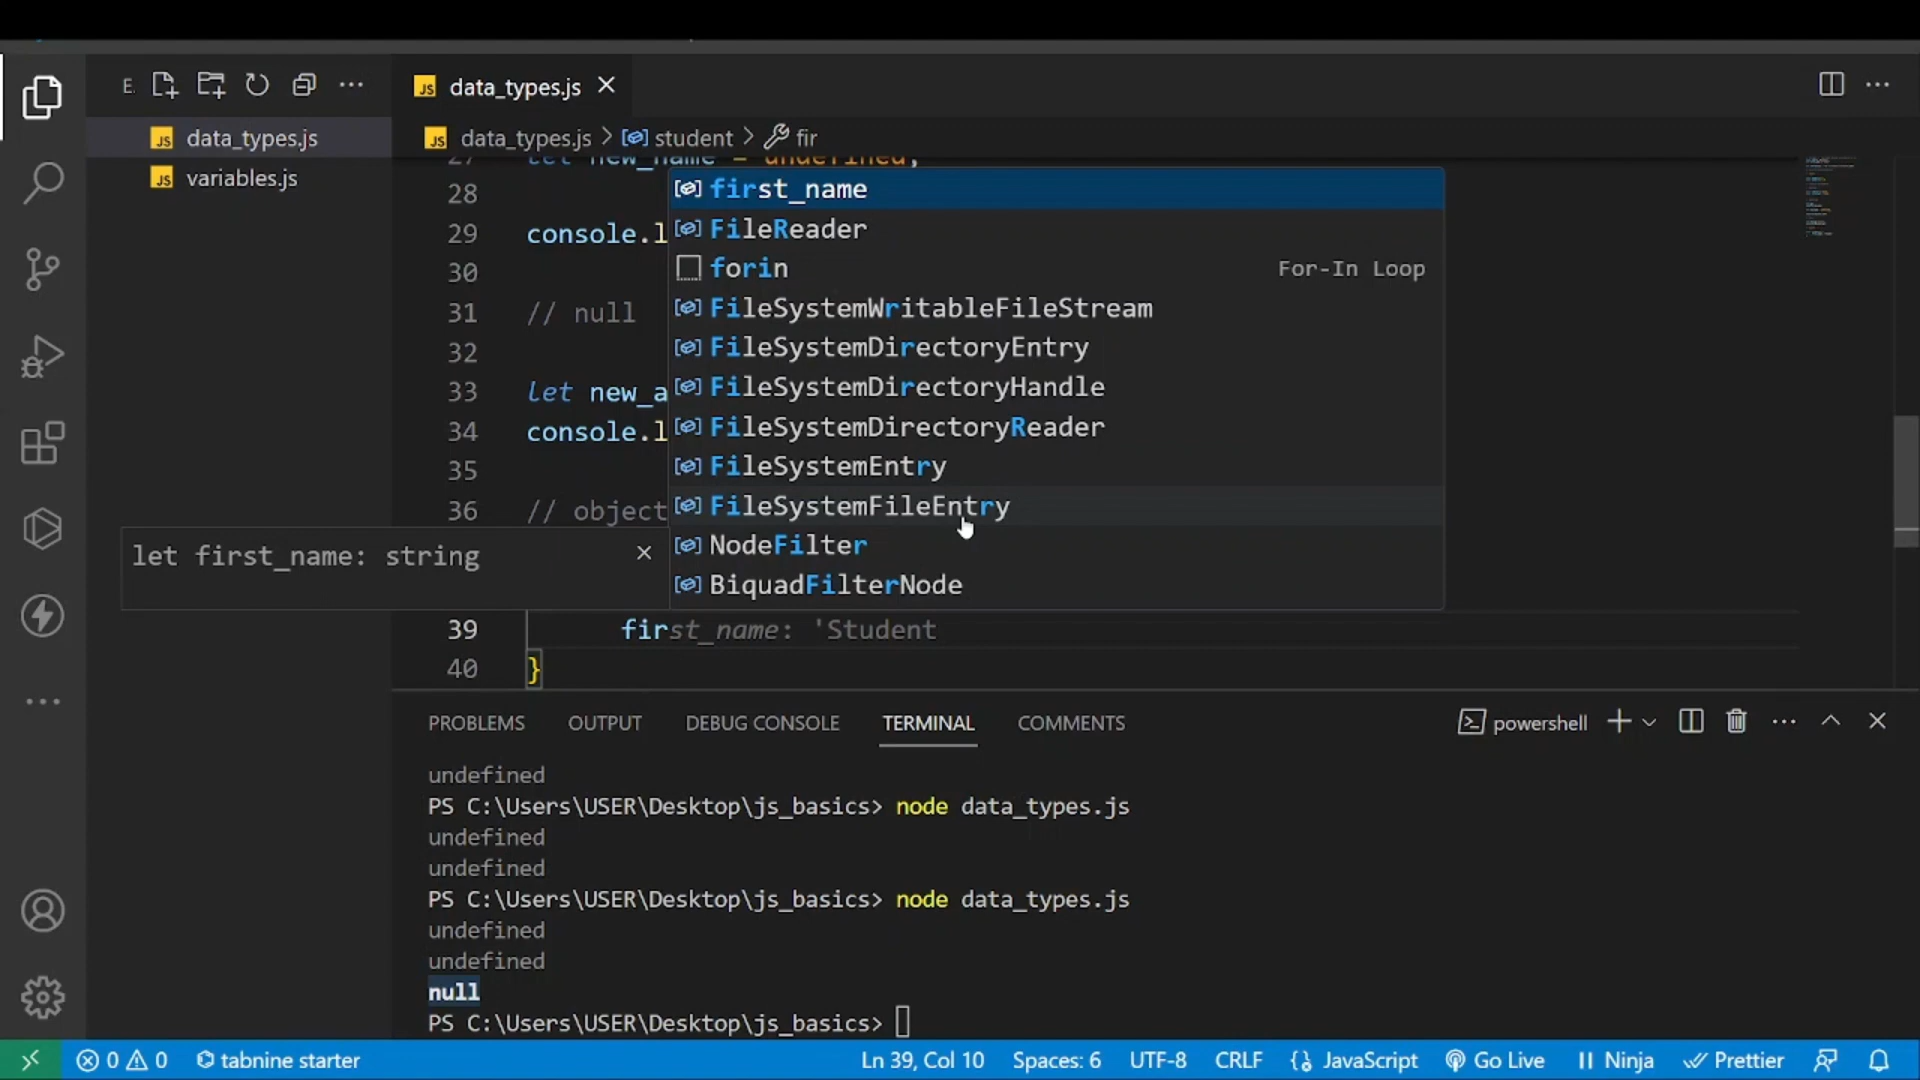 E.
data_types.js
variables.js
data_types.js
data_types.js > student > fir
27 let new_name = undefined;
28
29 console.l
30
31 // null
32
33 let new_a
34 console.l
35
36 // object
first_name
FileReader
forin For-In Loop
FileSystemWritableFileStream
FileSystemDirectoryEntry
FileSystemDirectoryHandle
FileSystemDirectoryReader
FileSystemEntry
FileSystemFileEntry
NodeFilter
BiquadFilterNode
let first_name: string
39 first_name: 'Student
40 }
PROBLEMS OUTPUT DEBUG CONSOLE TERMINAL COMMENTS
powershell
undefined
PS C:\Users\USER\Desktop\js_basics> node data_types.js
undefined
undefined
PS C:\Users\USER\Desktop\js_basics> node data_types.js
undefined
undefined
null
PS C:\Users\USER\Desktop\js_basics>
0 0 tabnine starter Ln 39, Col 10 Spaces: 6 UTF-8 CRLF JavaScript Go Live Ninja Prettier